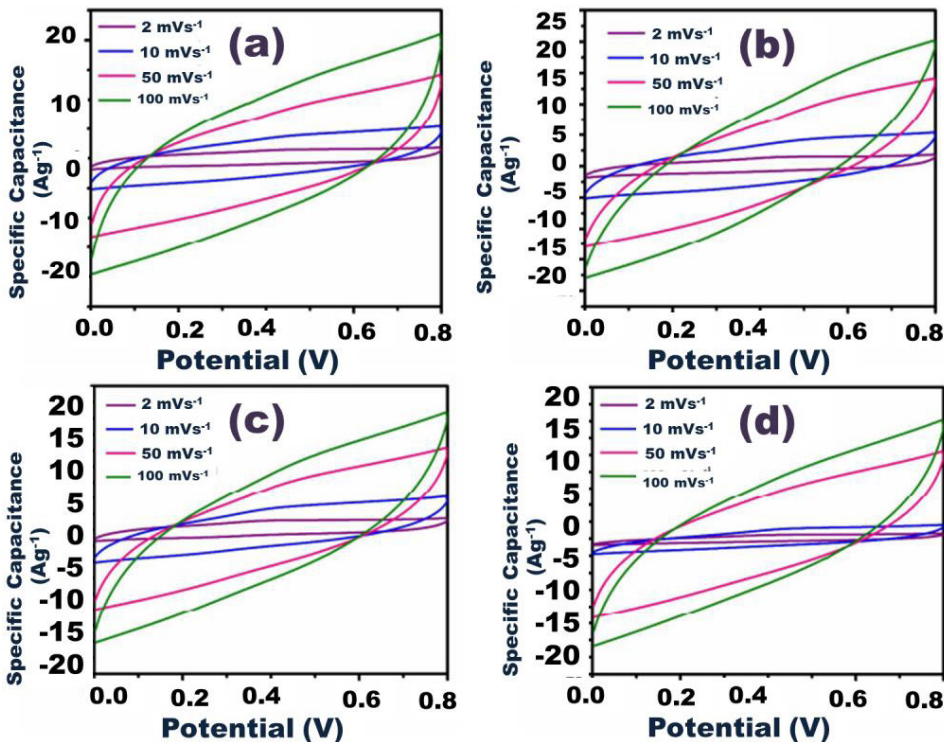 (a)
2 mVs⁻¹
10 mVs⁻¹
50 mVs⁻¹
100 mVs⁻¹
Specific Capacitance
(Ag⁻¹)
20
10
0
-10
-20
0.0 0.2 0.4 0.6 0.8
Potential (V)
(b)
2 mVs⁻¹
10 mVs⁻¹
50 mVs⁻¹
100 mVs⁻¹
Specific Capacitance
(Ag⁻¹)
25
20
15
10
5
0
-5
-10
-15
-20
0.0 0.2 0.4 0.6 0.8
Potential (V)
(c)
2 mVs⁻¹
10 mVs⁻¹
50 mVs⁻¹
100 mVs⁻¹
Specific Capacitance
(Ag⁻¹)
20
15
10
5
0
-5
-10
-15
-20
0.0 0.2 0.4 0.6 0.8
Potential (V)
(d)
2 mVs⁻¹
10 mVs⁻¹
50 mVs⁻¹
100 mVs⁻¹
Specific Capacitance
(Ag⁻¹)
20
15
10
5
0
-5
-10
-15
-20
0.0 0.2 0.4 0.6 0.8
Potential (V)